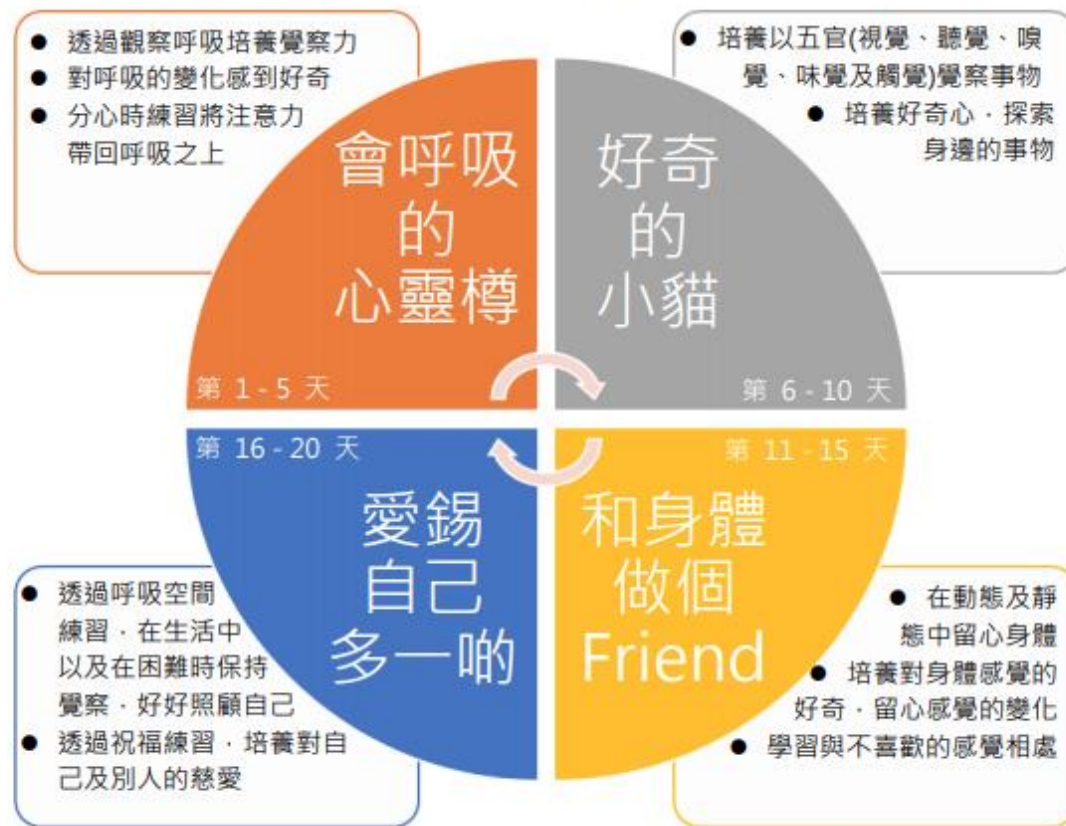 ● 透過觀察呼吸培養覺察力
● 對呼吸的變化感到好奇
● 分心時練習將注意力
帶回呼吸之上
會呼吸
的
心靈樽
第 1 - 5 天
● 培養以五官(視覺、聽覺、嗅
覺、味覺及觸覺)覺察事物
● 培養好奇心．探索
身邊的事物
好奇
的
小貓
第 6 - 10 天
第 11 - 15 天
和身體
做個
Friend
● 在動態及靜
態中留心身體
● 培養對身體感覺的
好奇．留心感覺的變化
● 學習與不喜歡的感覺相處
第 16 - 20 天
愛錫
自己
多一啲
● 透過呼吸空間
練習．在生活中
以及在困難時保持
覺察．好好照顧自己
● 透過祝福練習．培養對自
己及別人的慈愛